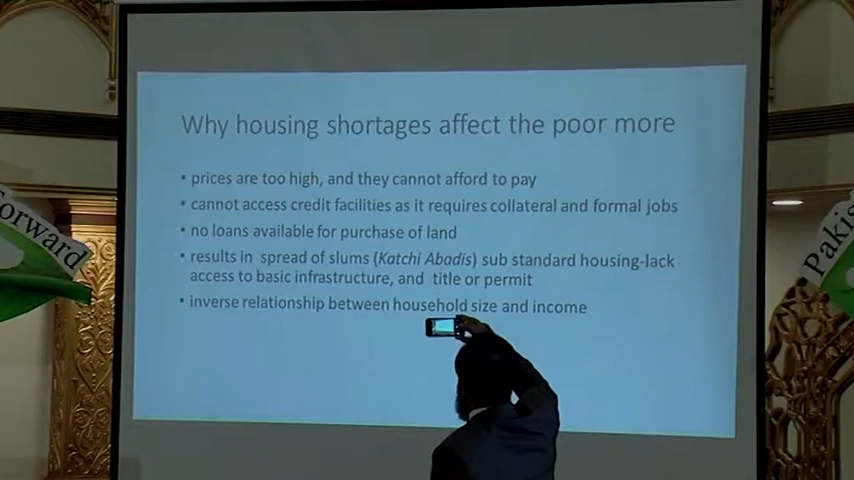 Why housing shortages affect the poor more
• prices are too high, and they cannot afford to pay
• cannot access credit facilities as it requires collateral and formal jobs
• no loans available for purchase of land
• results in spread of slums (Katchi Abadis) sub standard housing-lack
access to basic infrastructure, and title or permit
• inverse relationship between household size and income
orward
Pakis